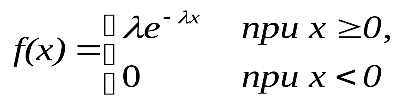 λe^{- λx} при x ≥0,
f(x) =
0 при x < 0